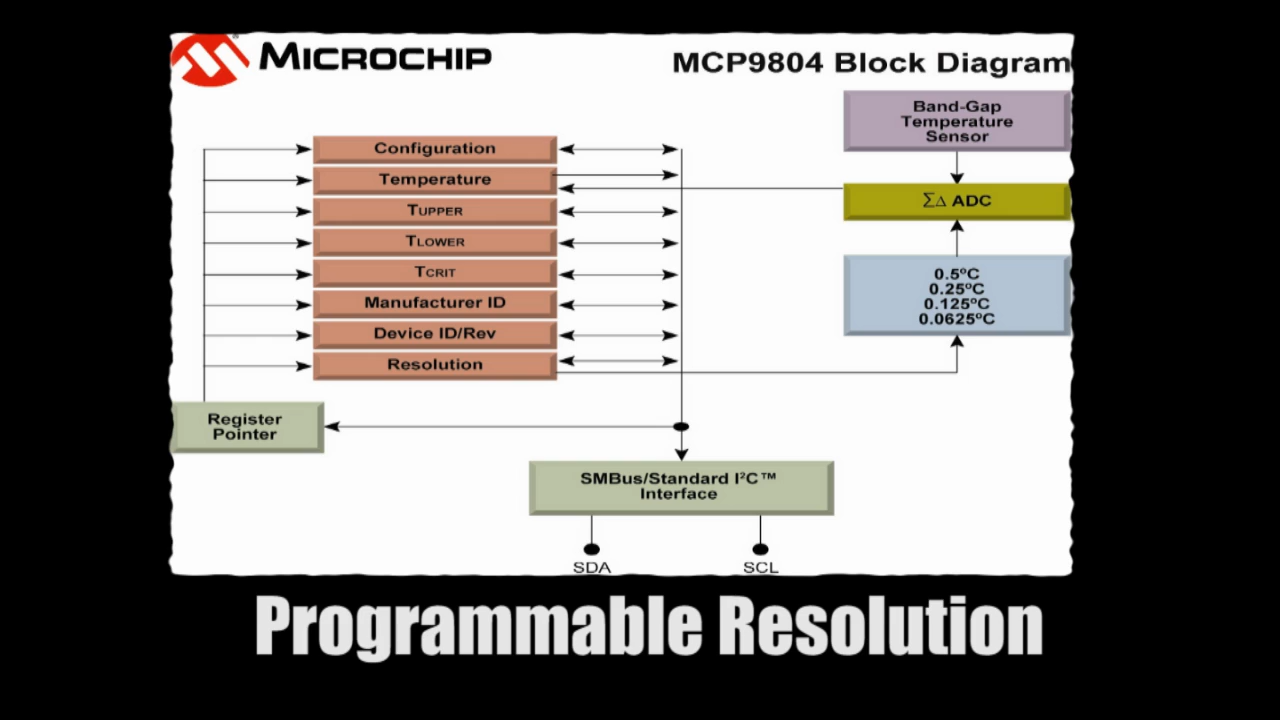 MICROCHIP
MCP9804 Block Diagram
Band-Gap
Temperature
Sensor
Configuration
Temperature
TUPPER
TLOWER
TCRIT
Manufacturer ID
Device ID/Rev
Resolution
ΣΔ ADC
0.5ºC
0.25ºC
0.125ºC
0.0625ºC
Register
Pointer
SMBus/Standard I²C™
Interface
SDA
SCL
Programmable Resolution